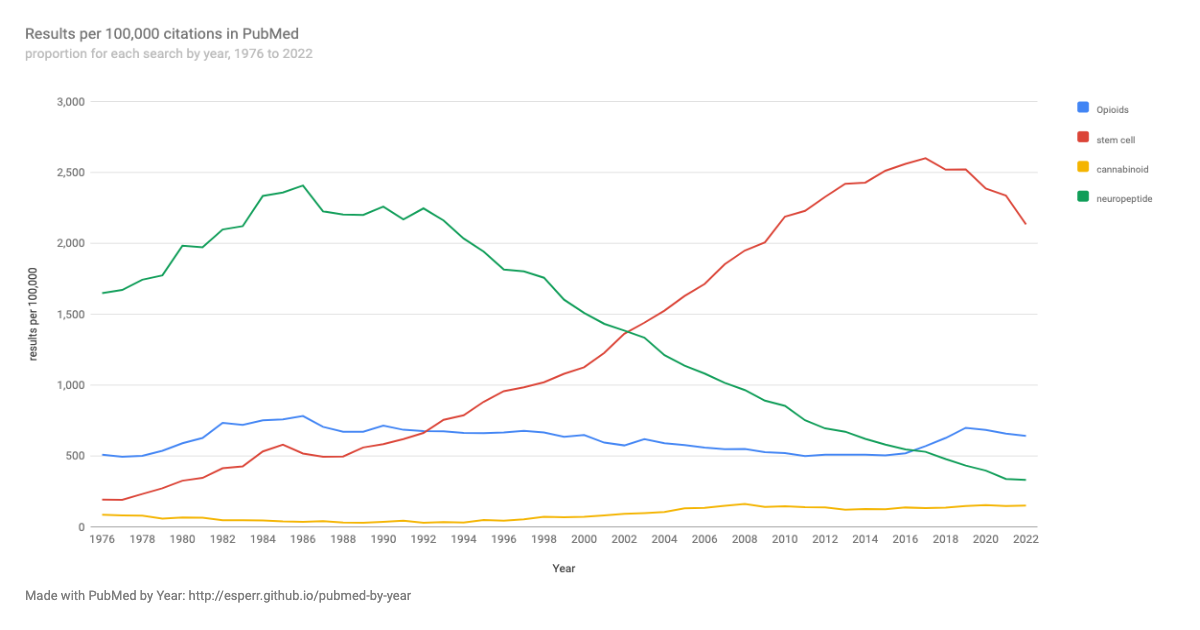 Results per 100,000 citations in PubMed
proportion for each search by year, 1976 to 2022
3,000
2,500
2,000
1,500
1,000
500
0
results per 100,000
1976 1978 1980 1982 1984 1986 1988 1990 1992 1994 1996 1998 2000 2002 2004 2006 2008 2010 2012 2014 2016 2018 2020 2022
Year
Opioids
stem cell
cannabinoid
neuropeptide
Made with PubMed by Year: http://esperr.github.io/pubmed-by-year